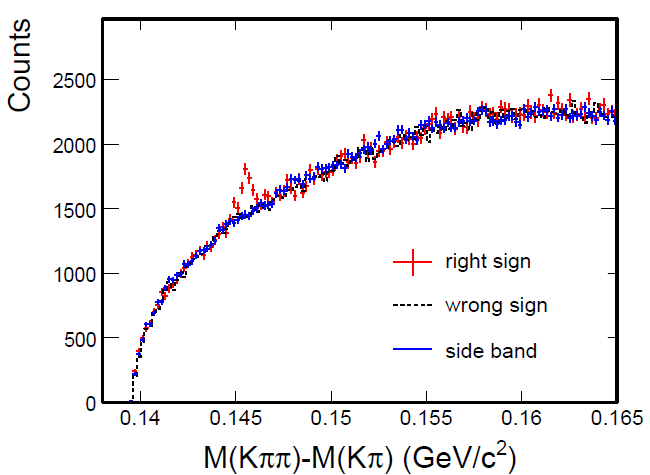 Counts
2500
2000
1500
1000
500
0
right sign
wrong sign
side band
0.14 0.145 0.15 0.155 0.16 0.165
M(Kππ)-M(Kπ) (GeV/c²)